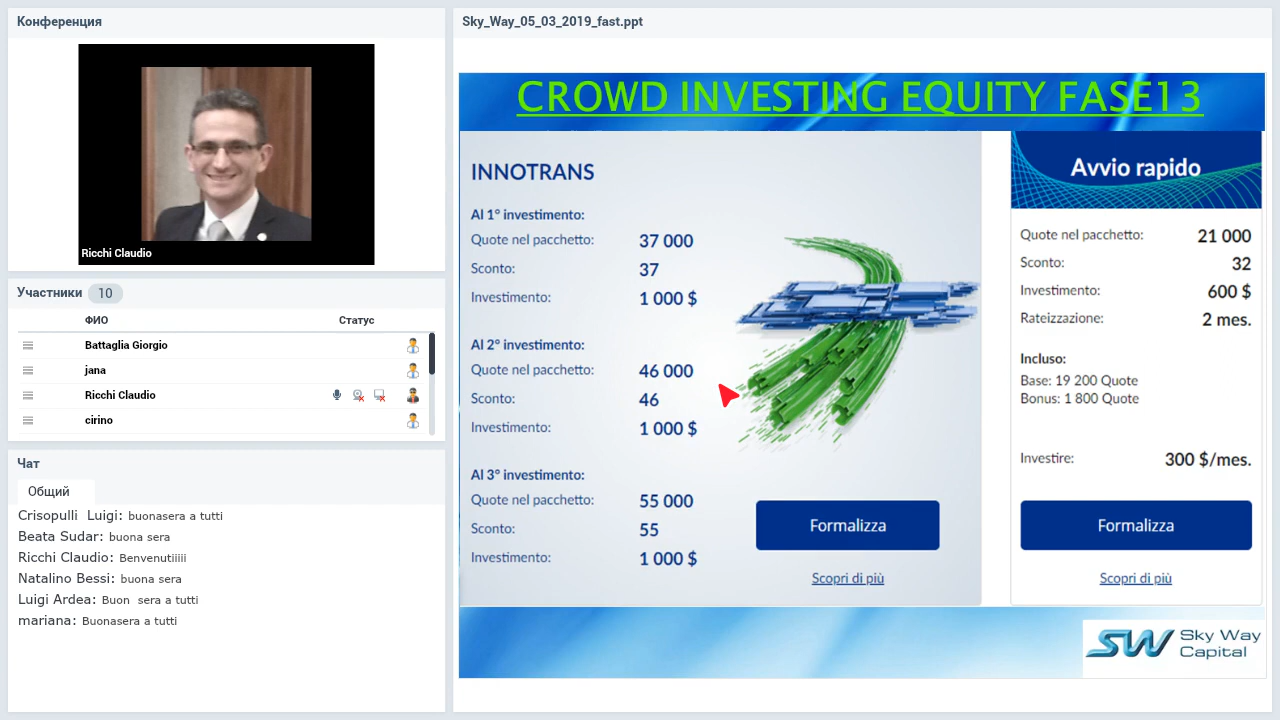 Конференция
Ricchi Claudio
Участники 10
ФИО Статус
Battaglia Giorgio
jana
Ricchi Claudio
cirino
Чат
Общий
Crisopulli Luigi: buonasera a tutti
Beata Sudar: buona sera
Ricchi Claudio: Benvenutiiiii
Natalino Bessi: buona sera
Luigi Ardea: Buon sera a tutti
mariana: Buonasera a tutti
Sky_Way_05_03_2019_fast.ppt
CROWD INVESTING EQUITY FASE13
INNOTRANS
Al 1° investimento:
Quote nel pacchetto: 37 000
Sconto: 37
Investimento: 1 000 $
Al 2° investimento:
Quote nel pacchetto: 46 000
Sconto: 46
Investimento: 1 000 $
Al 3° investimento:
Quote nel pacchetto: 55 000
Sconto: 55
Investimento: 1 000 $
Formalizza
Scopri di più
Avvio rapido
Quote nel pacchetto: 21 000
Sconto: 32
Investimento: 600 $
Rateizzazione: 2 mes.
Incluso:
Base: 19 200 Quote
Bonus: 1 800 Quote
Investire: 300 $/mes.
Formalizza
Scopri di più
SW Sky Way
Capital